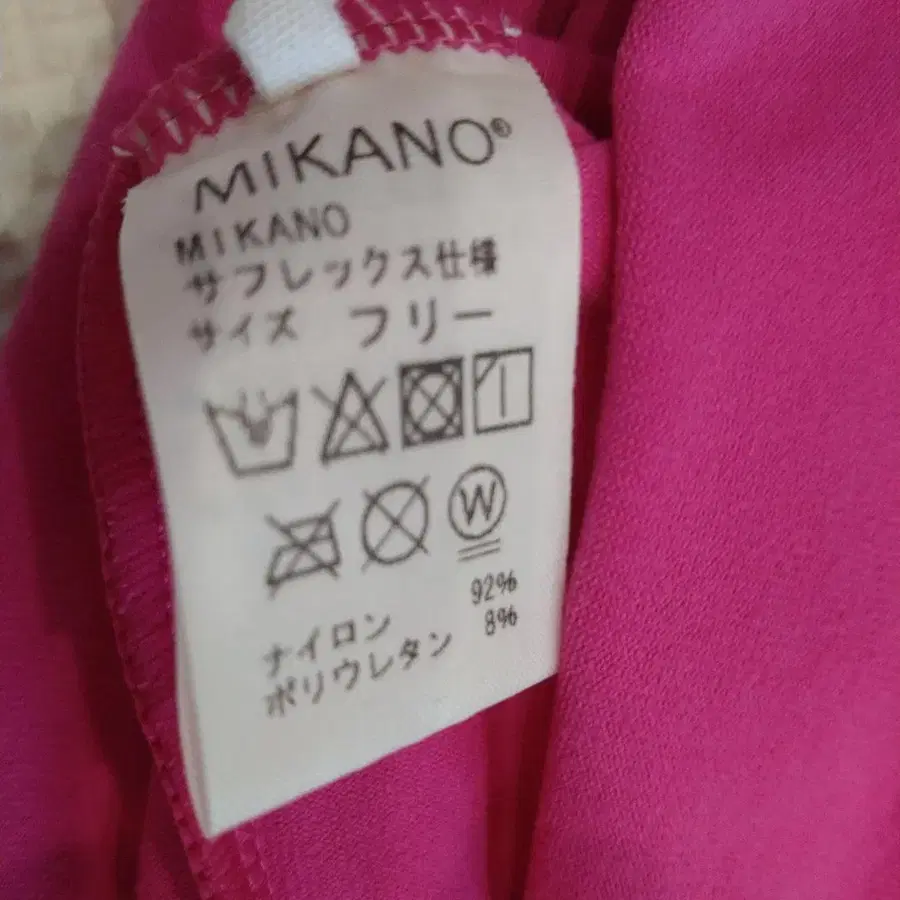 MIKANO®
MIKANO
サフレックス仕様
サイズ フリー
W
ナイロン 92%
ポリウレタン 8%